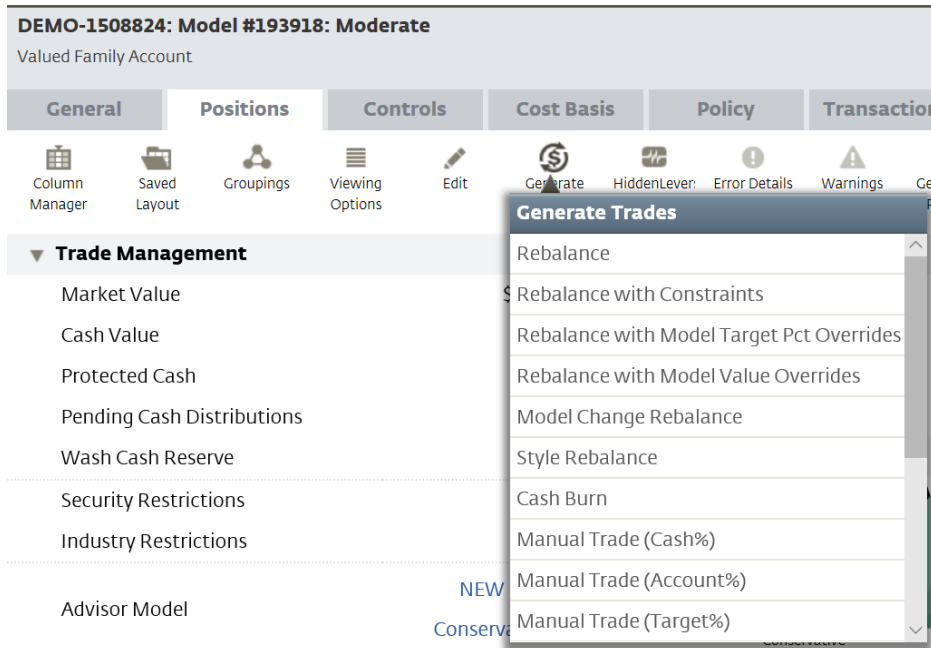 DEMO-1508824: Model #193918: Moderate
Valued Family Account
General Positions Controls Cost Basis Policy
Column Manager
Saved Layout
Groupings
Viewing Options
Edit
Generate
Error Details
Warnings
Generate Trades
Rebalance
Rebalance with Constraints
Rebalance with Model Target Pct Overrides
Rebalance with Model Value Overrides
Model Change Rebalance
Style Rebalance
Cash Burn
Manual Trade (Cash%)
Manual Trade (Account%)
Manual Trade (Target%)
Trade Management
Market Value $
Cash Value
Protected Cash
Pending Cash Distributions
Wash Cash Reserve
Security Restrictions
Industry Restrictions
Advisor Model
NEW
Conservative